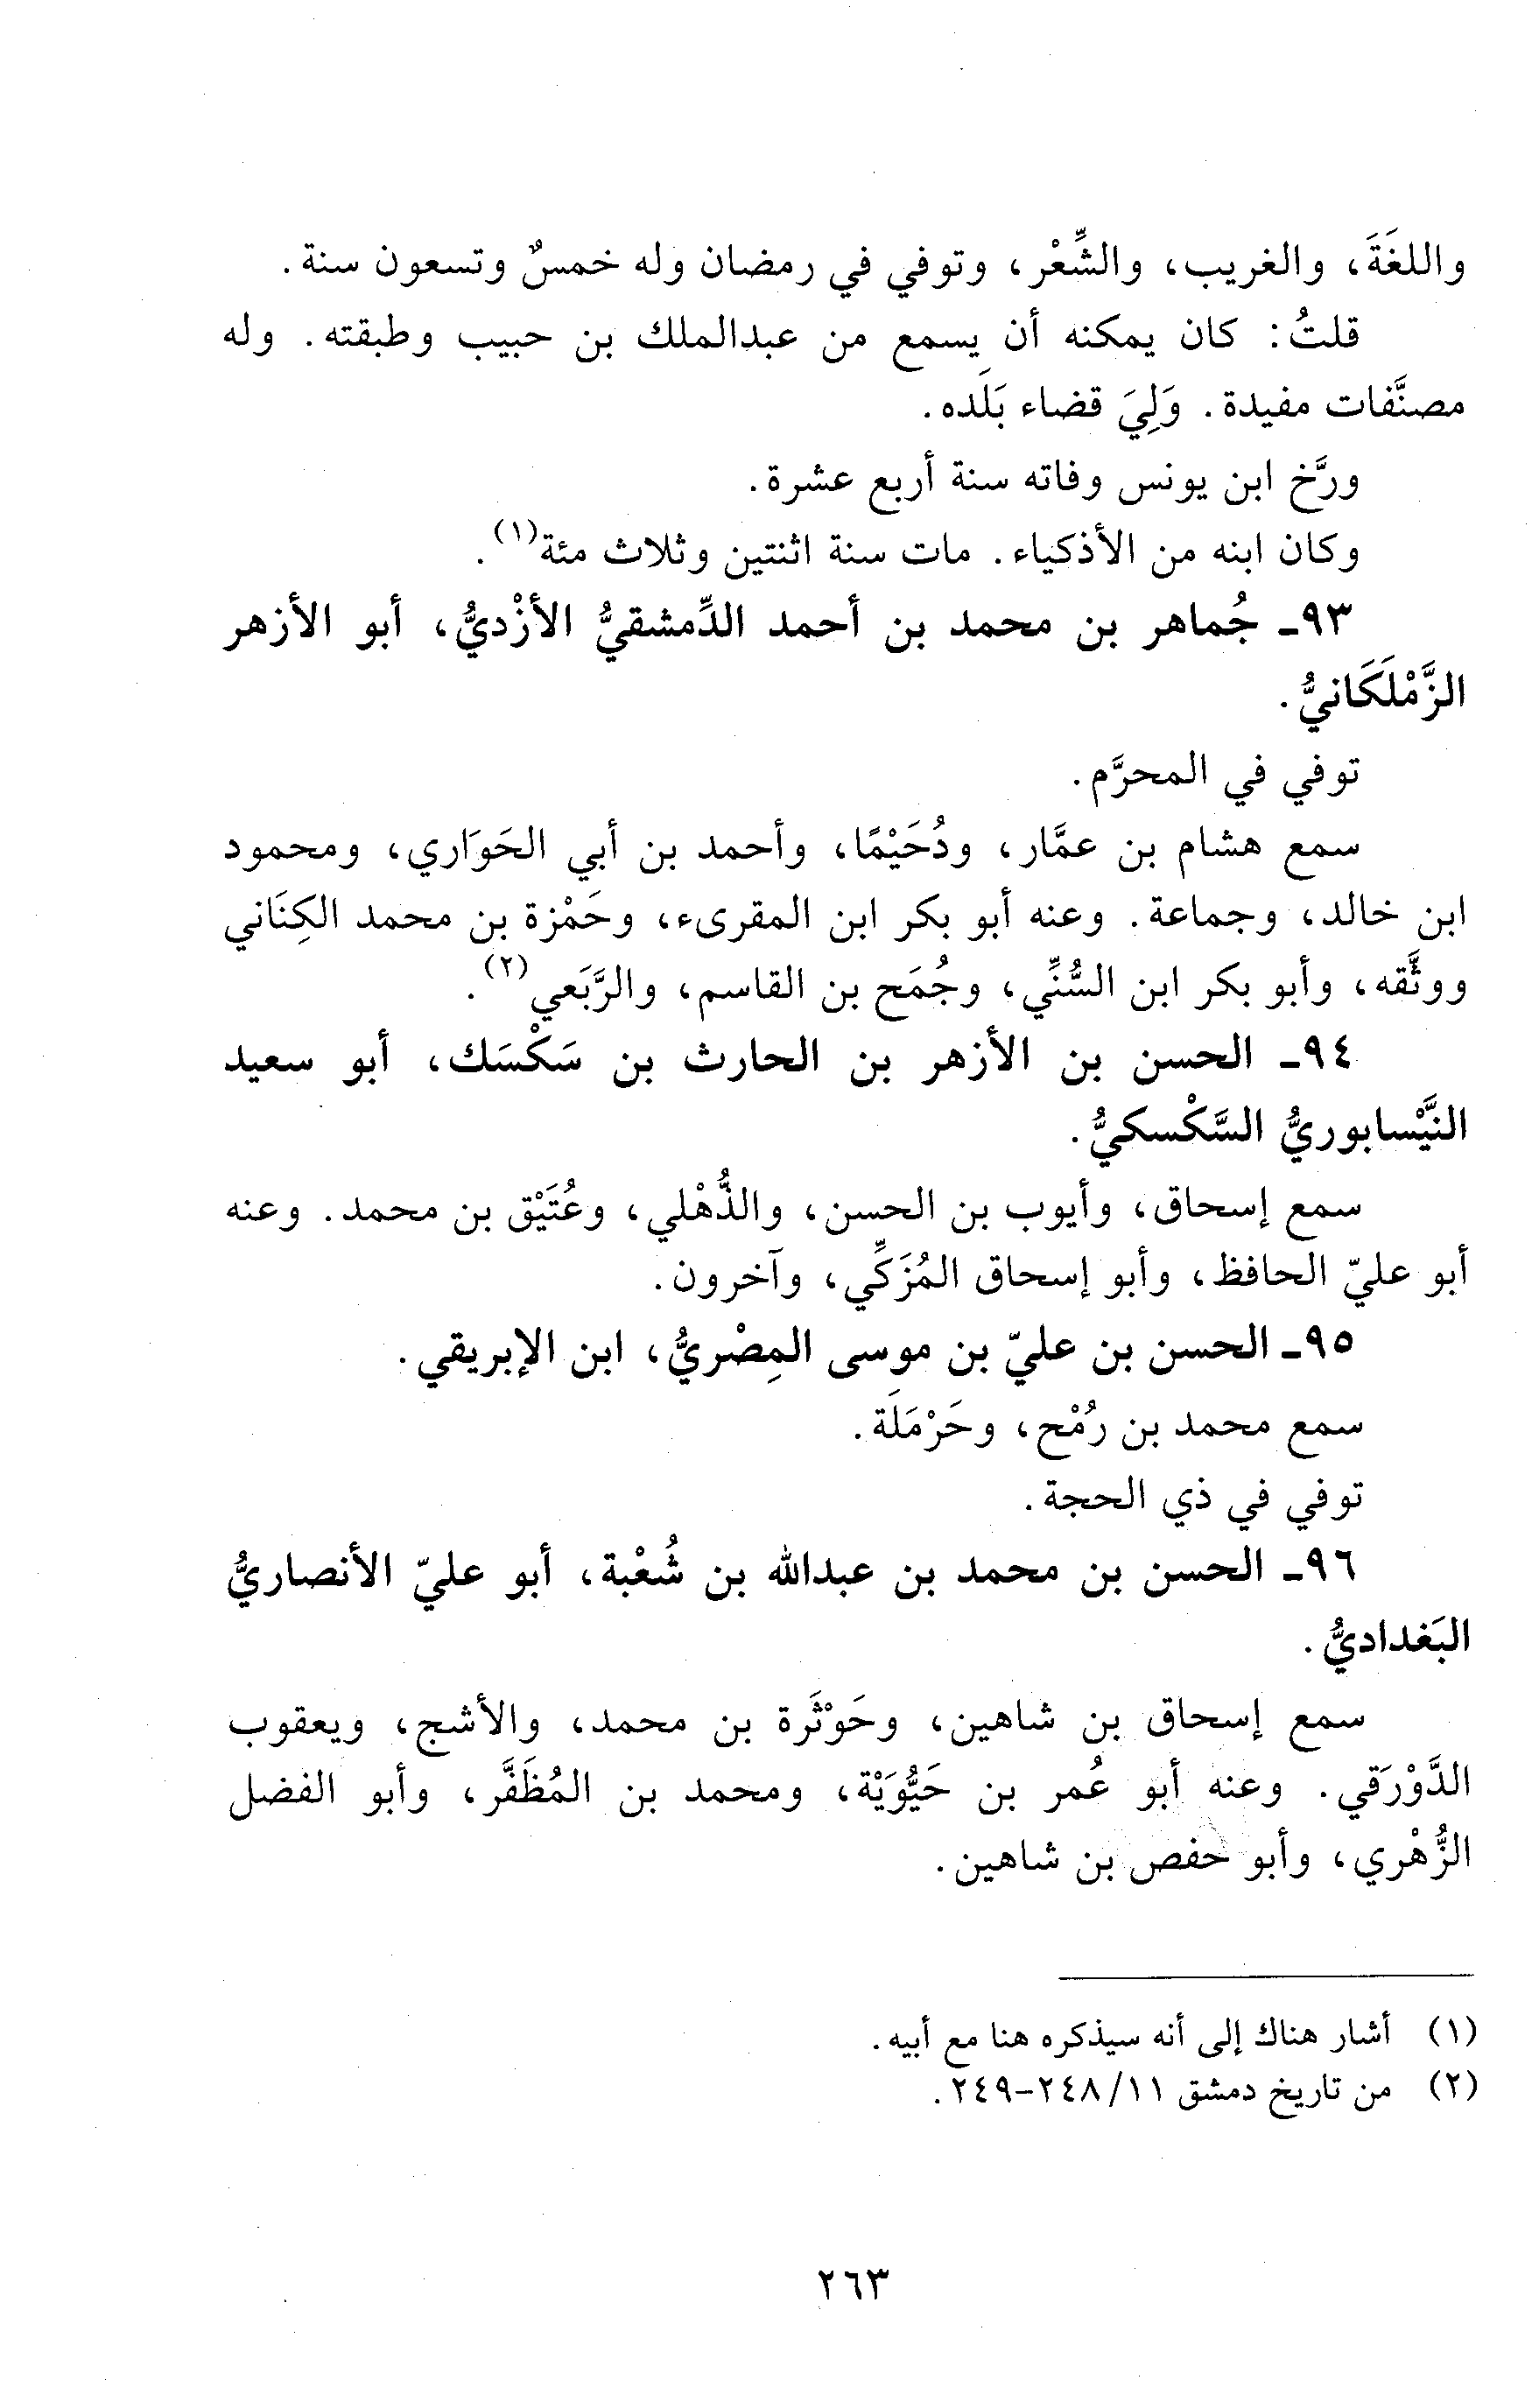 واللغَةَ، والغريب، والشِّعْر، وتوفي في رمضان وله خمسٌ وتسعون سنة.
قلتُ: كان يمكنه أن يسمع من عبدالملك بن حبيب وطبقته. وله
مصنَّفات مفيدة. وَلِيَ قضاء بَلَده.
ورَّخ ابن يونس وفاته سنة أربع عشرة.
وكان ابنه من الأذكياء. مات سنة اثنتين وثلاث مئة(١).
٩٣- جُماهر بن محمد بن أحمد الدِّمشقيُّ الأزْديُّ، أبو الأزهر
الزَّمْلَكَانيُّ.
توفي في المحرَّم.
سمع هشام بن عمَّار، ودُحَيْمًا، وأحمد بن أبي الحَوَاري، ومحمود
ابن خالد، وجماعة. وعنه أبو بكر ابن المقرىء، وحَمْزة بن محمد الكِنَاني
ووثَّقه، وأبو بكر ابن السُّنِّي، وجُمَح بن القاسم، والرَّبَعي(٢).
٩٤- الحسن بن الأزهر بن الحارث بن سَكْسَك، أبو سعيد
النَّيْسابوريُّ السَّكْسكيُّ.
سمع إسحاق، وأيوب بن الحسن، والذُّهْلي، وعُتَيْق بن محمد. وعنه
أبو عليّ الحافظ، وأبو إسحاق المُزَكِّي، وآخرون.
٩٥- الحسن بن عليّ بن موسى المِصْريُّ، ابن الإبريقي.
سمع محمد بن رُمْح، وحَرْمَلَة.
توفي في ذي الحجة.
٩٦- الحسن بن محمد بن عبدالله بن شُعْبة، أبو عليّ الأنصاريُّ
البَغداديُّ.
سمع إسحاق بن شاهين، وحَوْثَرة بن محمد، والأشج، ويعقوب
الدَّوْرَقي. وعنه أبو عُمر بن حَيُّوَيْة، ومحمد بن المُظَفَّر، وأبو الفضل
الزُّهْري، وأبو حفص بن شاهين.
(١) أشار هناك إلى أنه سيذكره هنا مع أبيه.
(٢) من تاريخ دمشق ١١/ ٢٤٨-٢٤٩.
٢٦٣